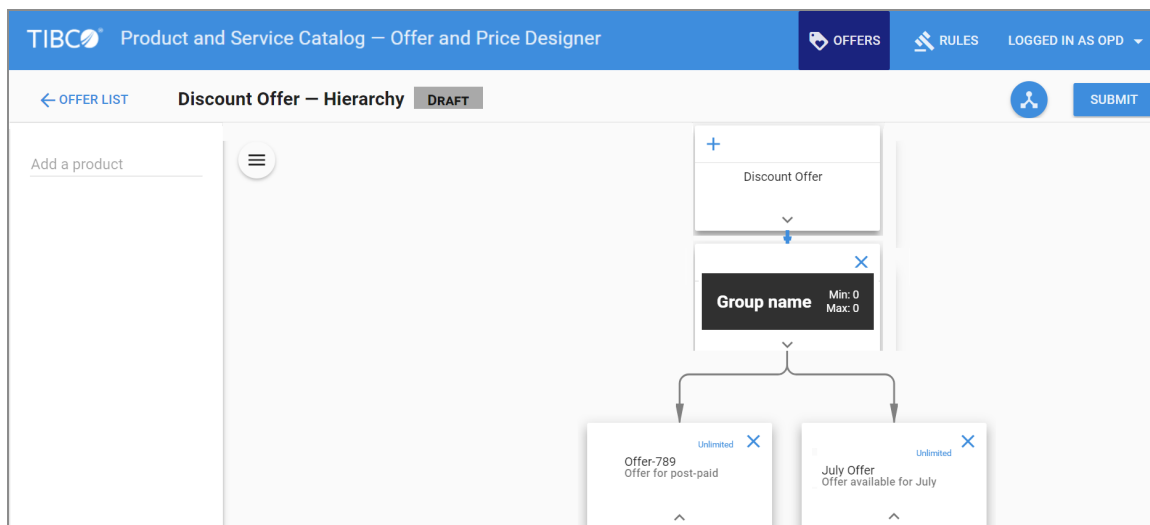 TIBCO® Product and Service Catalog — Offer and Price Designer OFFERS RULES LOGGED IN AS OPD
OFFER LIST Discount Offer — Hierarchy DRAFT SUBMIT
Add a product
Discount Offer
Group name Min: 0
Max: 0
Unlimited
Offer-789
Offer for post-paid
Unlimited
July Offer
Offer available for July